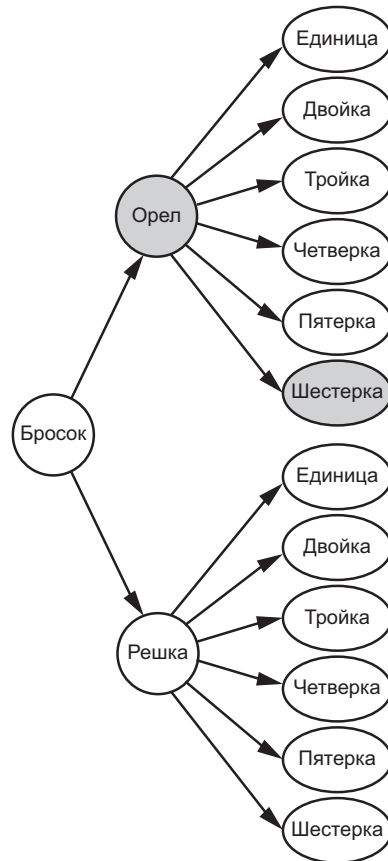 Единица
Двойка
Тройка
Орел
Четверка
Пятерка
Шестерка
Бросок
Единица
Двойка
Тройка
Решка
Четверка
Пятерка
Шестерка